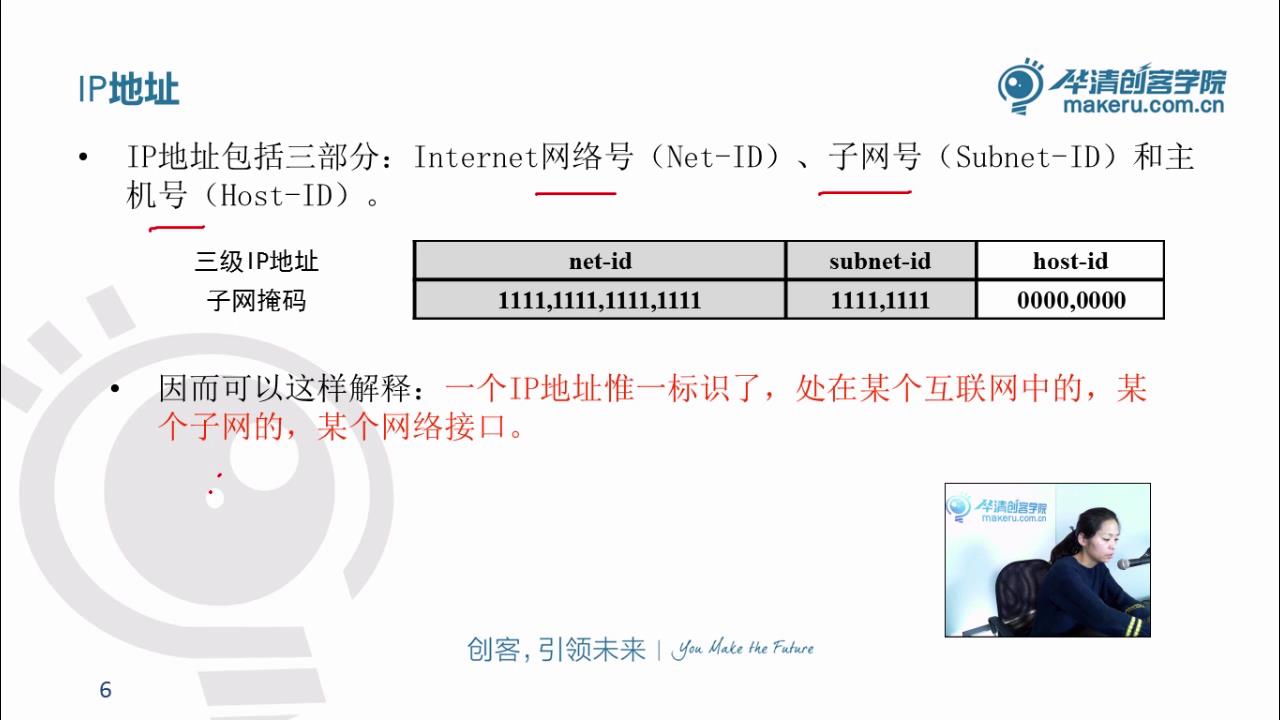 IP地址
华清创客学院
makeru.com.cn
• IP地址包括三部分：Internet网络号（Net-ID）、子网号（Subnet-ID）和主
机号（Host-ID）。
三级IP地址 net-id subnet-id host-id
子网掩码 1111,1111,1111,1111 1111,1111 0000,0000
• 因而可以这样解释：一个IP地址惟一标识了，处在某个互联网中的，某
个子网的，某个网络接口。
华清创客学院
makeru.com.cn
创客，引领未来 | You Make the Future
6